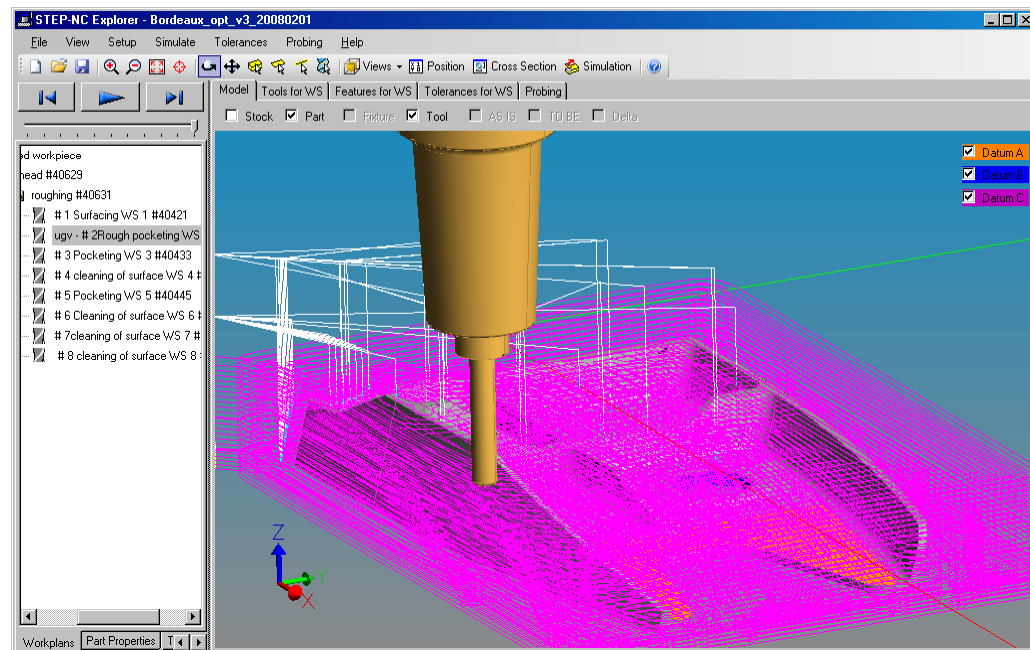 STEP-NC Explorer - Bordeaux_opt_v3_20080201
File View Setup Simulate Tolerances Probing Help
Views Position Cross Section Simulation
Model Tools for WS Features for WS Tolerances for WS Probing
Stock Part Fixture Tool AS IS TO BE Delta
ed workpiece
head #40629
roughing #40631
# 1 Surfacing WS 1 #40421
ugv - # 2Rough pocketing WS
# 3 Pocketing WS 3 #40433
# 4 cleaning of surface WS 4 #
# 5 Pocketing WS 5 #40445
# 6 Cleaning of surface WS 6 #
# 7cleaning of surface WS 7 #
# 8 cleaning of surface WS 8
Datum A
Datum B
Datum C
Z
Y
X
Workplans Part Properties T